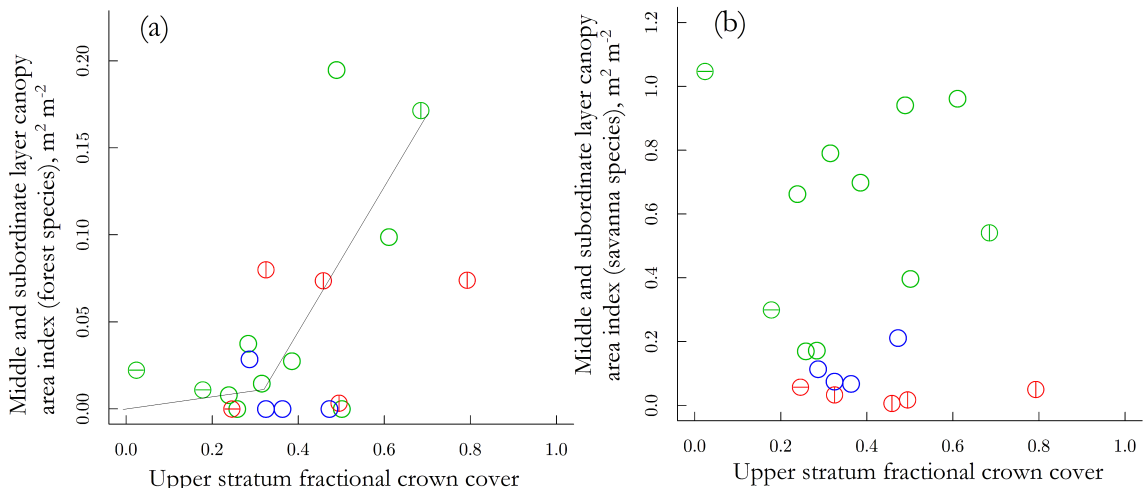 (a)
Middle and subordinate layer canopy
area index (forest species), m² m⁻²
0.20
0.15
0.10
0.05
0.00
0.0 0.2 0.4 0.6 0.8 1.0
Upper stratum fractional crown cover
(b)
Middle and subordinate layer canopy
area index (savanna species), m² m⁻²
1.2
1.0
0.8
0.6
0.4
0.2
0.0
0.0 0.2 0.4 0.6 0.8 1.0
Upper stratum fractional crown cover